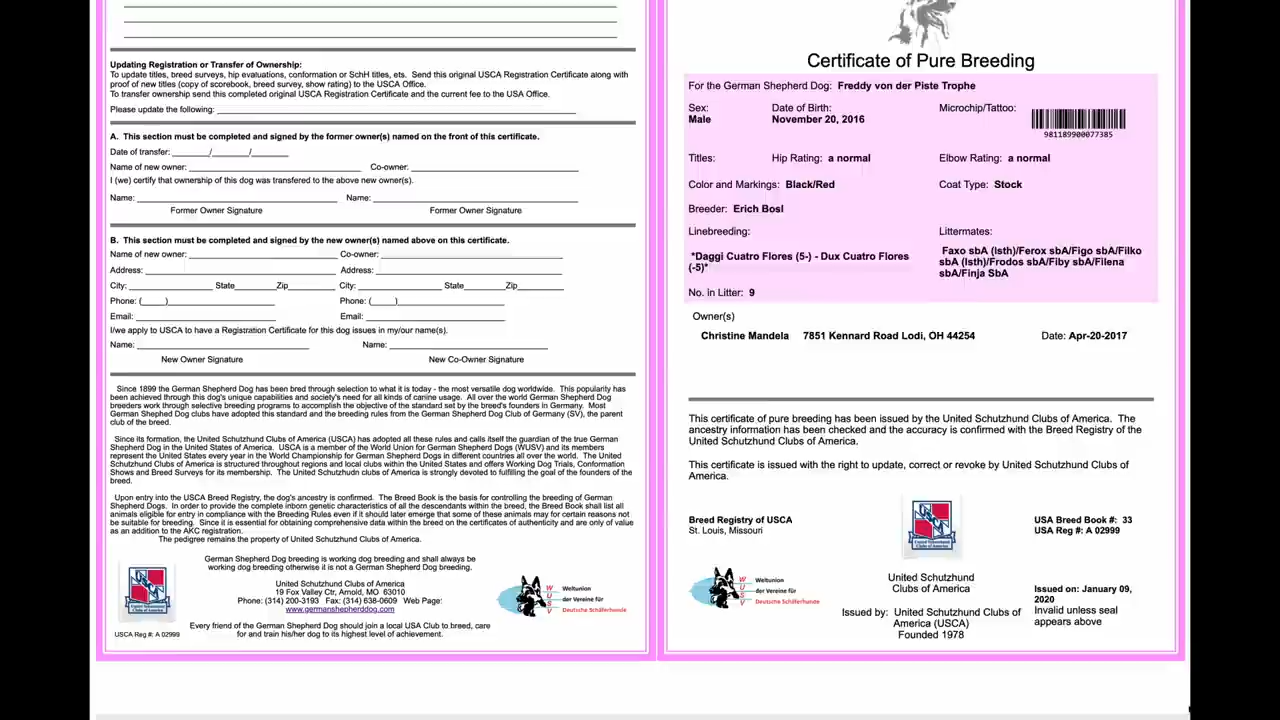 Updating Registration or Transfer of Ownership:
To update titles, breed surveys, hip evaluations, conformation or SchH titles, ets. Send this original USCA Registration Certificate along with
proof of new titles (copy of scorebook, breed survey, show rating) to the USCA Office.
To transfer ownership send this completed original USCA Registration Certificate and the current fee to the USA Office.
Please update the following:
A. This section must be completed and signed by the former owner(s) named on the front of this certificate.
Date of transfer: ________/________/________
Name of new owner: Co-owner:
I (we) certify that ownership of this dog was transfered to the above new owner(s).
Name: Name:
Former Owner Signature Former Owner Signature
B. This section must be completed and signed by the new owner(s) named above on this certificate.
Name of new owner: Co-owner:
Address: Address:
City: State Zip City: State Zip
Phone: (_____) Phone: (_____)
Email: Email:
I/we apply to USCA to have a Registration Certificate for this dog issues in my/our name(s).
Name: Name:
New Owner Signature New Co-Owner Signature
Since 1899 the German Shepherd Dog has been bred through selection to what it is today - the most versatile dog worldwide. This popularity has
been achieved through this dog's unique capabilities and society's need for all kinds of canine usage. All over the world German Shepherd Dog
breeders work through selective breeding programs to accomplish the objective of the standard set by the breed's founders in Germany. Most
German Shepherd Dog clubs have adopted this standard and the breeding rules from the German Shepherd Dog Club of Germany (SV), the parent
club of the breed.
Since its formation, the United Schutzhund Clubs of America (USCA) has adopted all these rules and calls itself the guardian of the true German
Shepherd Dog in the United States of America. USCA is a member of the World Union for German Shepherd Dogs (WUSV) and its members
represent the United States every year in the World Championship for German Shepherd Dogs in different countries all over the world. The United
Schutzhund Clubs of America is structured throughout regions and local clubs within the United States and offers Working Dog Trials, Conformation
Shows and Breed Surveys for its membership. The United Schutzhudn clubs of America is strongly devoted to fulfilling the goal of the founders of the
breed.
Upon entry into the USCA Breed Registry, the dog's ancestry is confirmed. The Breed Book is the basis for controlling the breeding of German
Shepherd Dogs. In order to provide the complete inborn genetic characteristics of all the descendants within the breed, the Breed Book shall list all
animals eligible for entry in compliance with the Breeding Rules even if it should later emerge that some of these animals may for certain reasons not
be suitable for breeding. Since it is essential for obtaining comprehensive data within the breed on the certificates of authenticity and are only of value
as an addition to the AKC registration.
The pedigree remains the property of United Schutzhund Clubs of America.
German Shepherd Dog breeding is working dog breeding and shall always be
working dog breeding otherwise it is not a German Shepherd Dog breeding.
United Schutzhund Clubs of America
19 Fox Valley Ctr, Arnold, MO 63010
Phone: (314) 200-3193 Fax: (314) 638-0609 Web Page:
www.germanshepherddog.com
Every friend of the German Shepherd Dog should join a local USA Club to breed, care
for and train his/her dog to its highest level of achievement.
USCA Reg #: A 02999
WUSV
Weltunion
der Vereine für
Deutsche Schäferhunde
Certificate of Pure Breeding
For the German Shepherd Dog: Freddy von der Piste Trophe
Sex: Date of Birth: Microchip/Tattoo:
Male November 20, 2016
981189900077385
Titles: Hip Rating: a normal Elbow Rating: a normal
Color and Markings: Black/Red Coat Type: Stock
Breeder: Erich Bosl
Linebreeding: Littermates:
*Daggi Cuatro Flores (5-) - Dux Cuatro Flores
(-5)*
Faxo sbA (lsth)/Ferox sbA/Figo sbA/Filko
sbA (lsth)/Frodos sbA/Fiby sbA/Filena
sbA/Finja SbA
No. in Litter: 9
Owner(s)
Christine Mandela 7851 Kennard Road Lodi, OH 44254 Date: Apr-20-2017
This certificate of pure breeding has been issued by the United Schutzhund Clubs of America. The
ancestry information has been checked and the accuracy is confirmed with the Breed Registry of the
United Schutzhund Clubs of America.
This certificate is issued with the right to update, correct or revoke by United Schutzhund Clubs of
America.
Breed Registry of USCA
St. Louis, Missouri
USA Breed Book #: 33
USA Reg #: A 02999
WUSV
Weltunion
der Vereine für
Deutsche Schäferhunde
United Schutzhund
Clubs of America
Issued by: United Schutzhund Clubs of
America (USCA)
Founded 1978
Issued on: January 09,
2020
Invalid unless seal
appears above